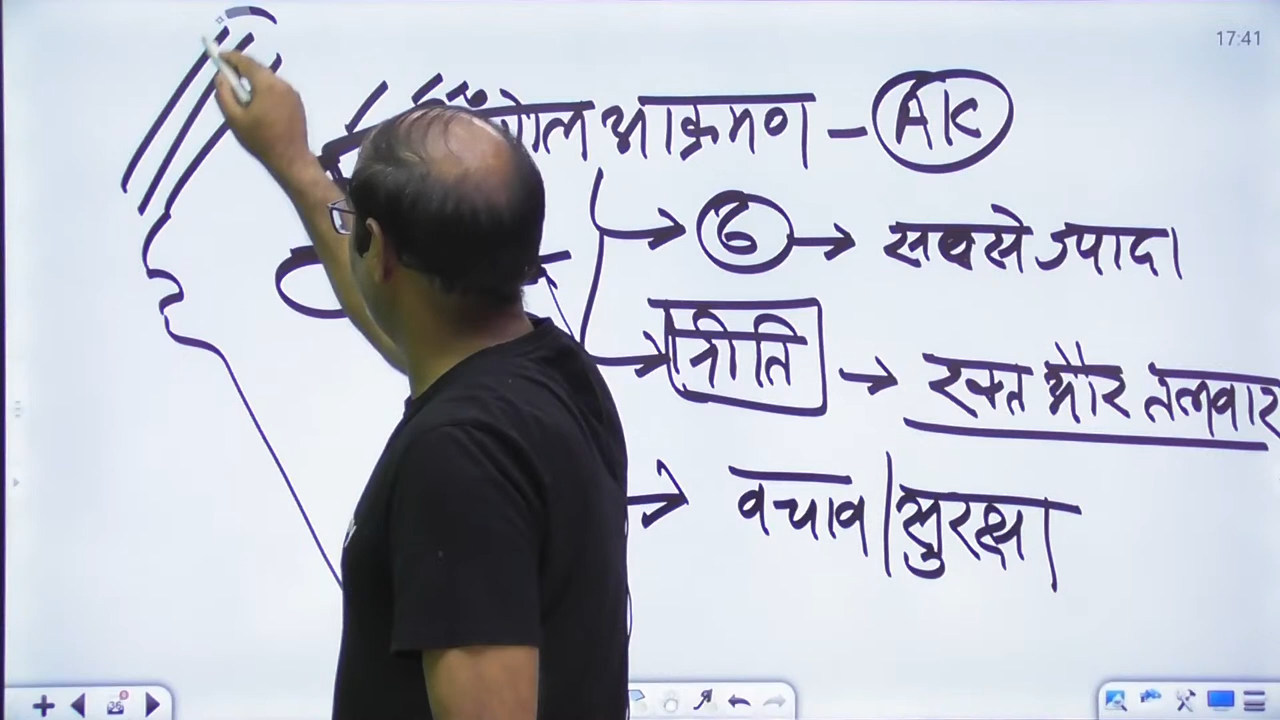 17:41
आक्रमण – AK
→ 6 → सबसे ज्यादा
→ नीति → रक्त और तलवार
→ बचाव | सुरक्षा